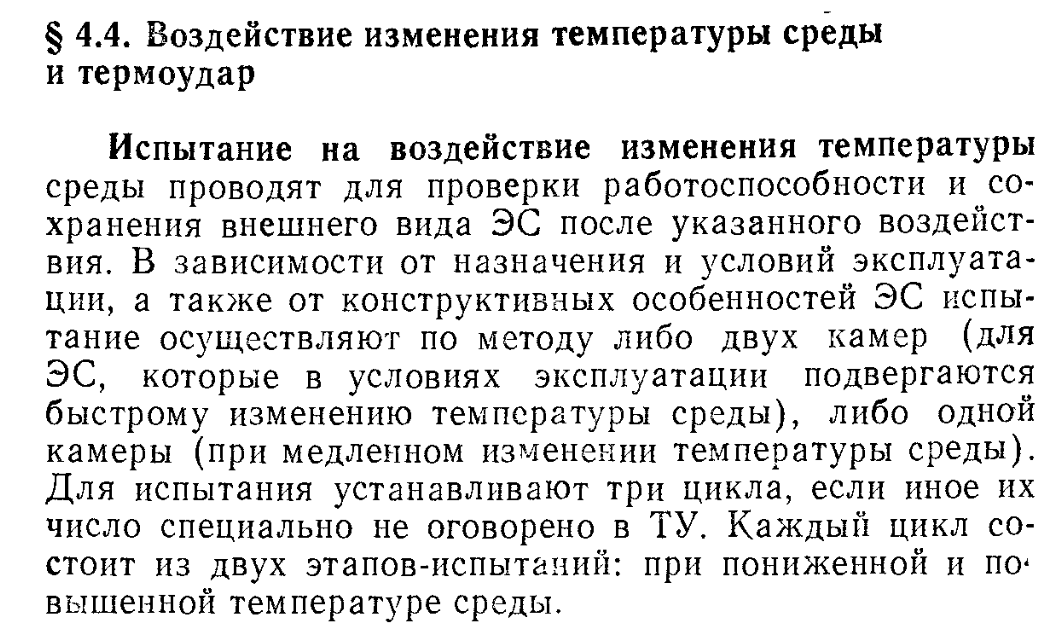 § 4.4. Воздействие изменения температуры среды
и термоудар
Испытание на воздействие изменения температуры
среды проводят для проверки работоспособности и со-
хранения внешнего вида ЭС после указанного воздейст-
вия. В зависимости от назначения и условий эксплуата-
ции, а также от конструктивных особенностей ЭС испы-
тание осуществляют по методу либо двух камер (для
ЭС, которые в условиях эксплуатации подвергаются
быстрому изменению температуры среды), либо одной
камеры (при медленном изменении температуры среды).
Для испытания устанавливают три цикла, если иное их
число специально не оговорено в ТУ. Каждый цикл со-
стоит из двух этапов-испытаний: при пониженной и по-
вышенной температуре среды.